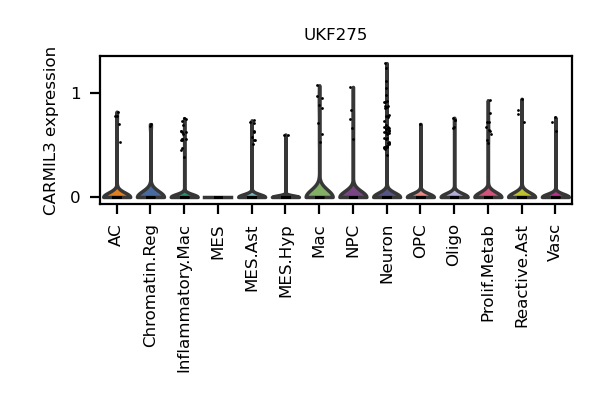 UKF275
CARMIL3 expression
1
0
AC
Chromatin.Reg
Inflammatory.Mac
MES
MES.Ast
MES.Hyp
Mac
NPC
Neuron
OPC
Oligo
Prolif.Metab
Reactive.Ast
Vasc